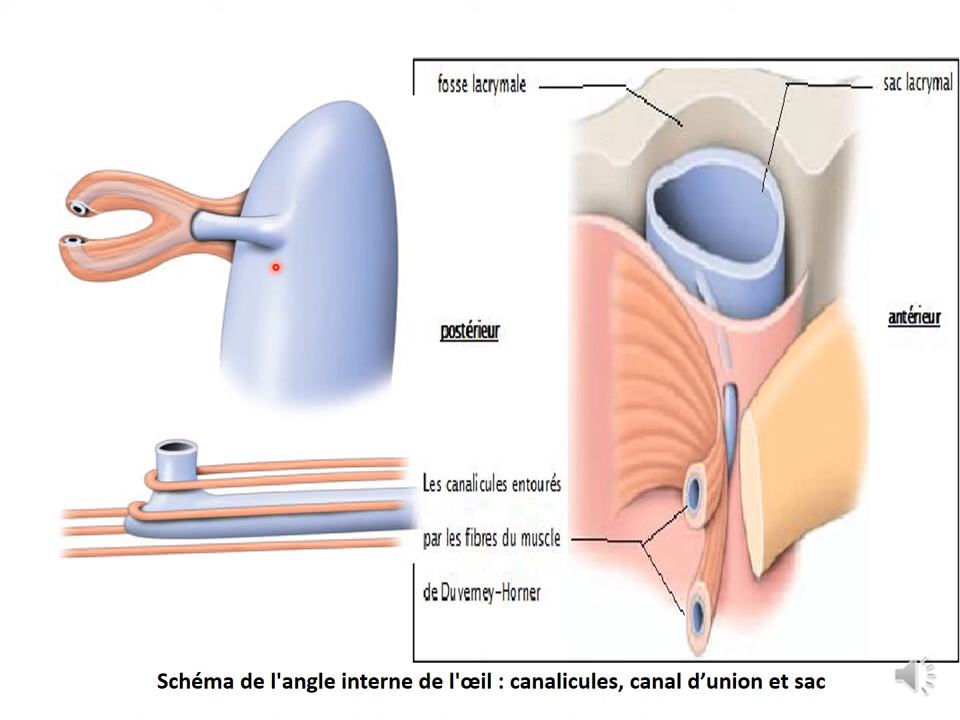 fosse lacrymale
sac lacrymal
postérieur
antérieur
Les canalicules entourés
par les fibres du muscle
de Duverney-Horner
Schéma de l'angle interne de l'œil : canalicules, canal d’union et sac